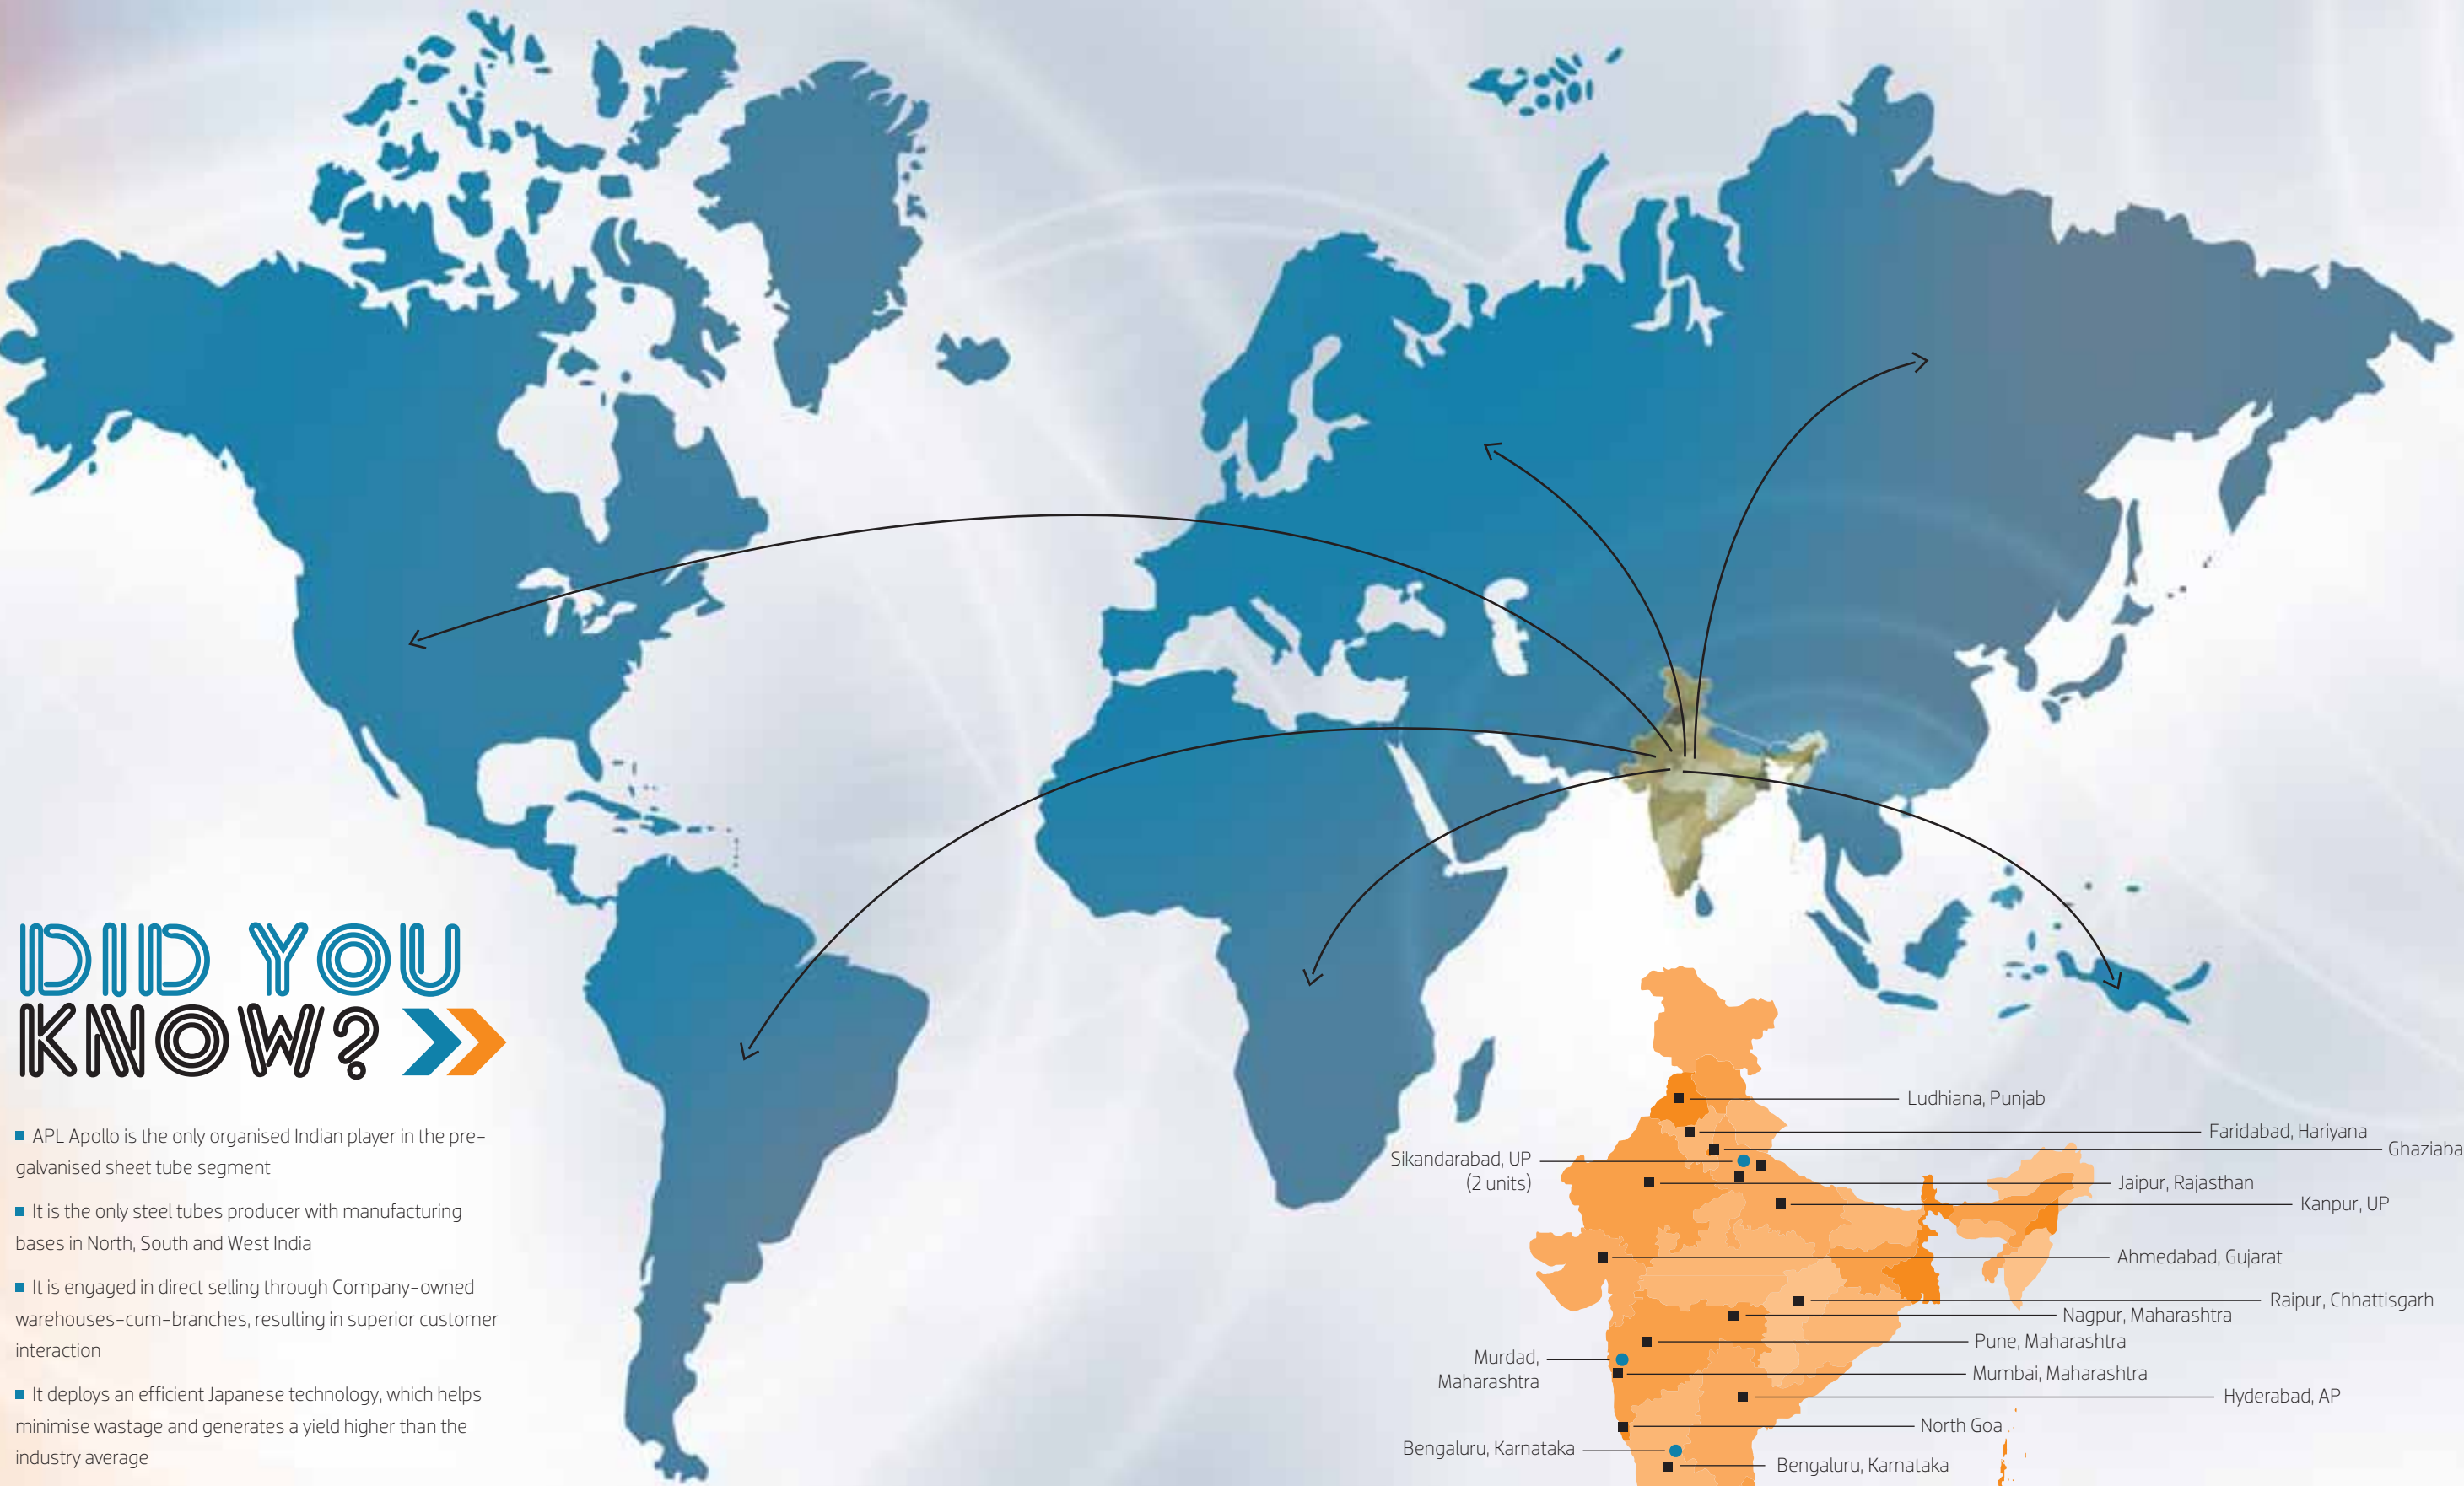 DID YOU
KNOW?
APL Apollo is the only organised Indian player in the pre-
galvanised sheet tube segment
It is the only steel tubes producer with manufacturing
bases in North, South and West India
It is engaged in direct selling through Company-owned
warehouses-cum-branches, resulting in superior customer
interaction
It deploys an efficient Japanese technology, which helps
minimise wastage and generates a yield higher than the
industry average
Ludhiana, Punjab
Faridabad, Hariyana
Ghaziaba
Sikandarabad, UP
(2 units)
Jaipur, Rajasthan
Kanpur, UP
Ahmedabad, Gujarat
Raipur, Chhattisgarh
Nagpur, Maharashtra
Pune, Maharashtra
Murdad,
Maharashtra
Mumbai, Maharashtra
Hyderabad, AP
North Goa
Bengaluru, Karnataka
Bengaluru, Karnataka